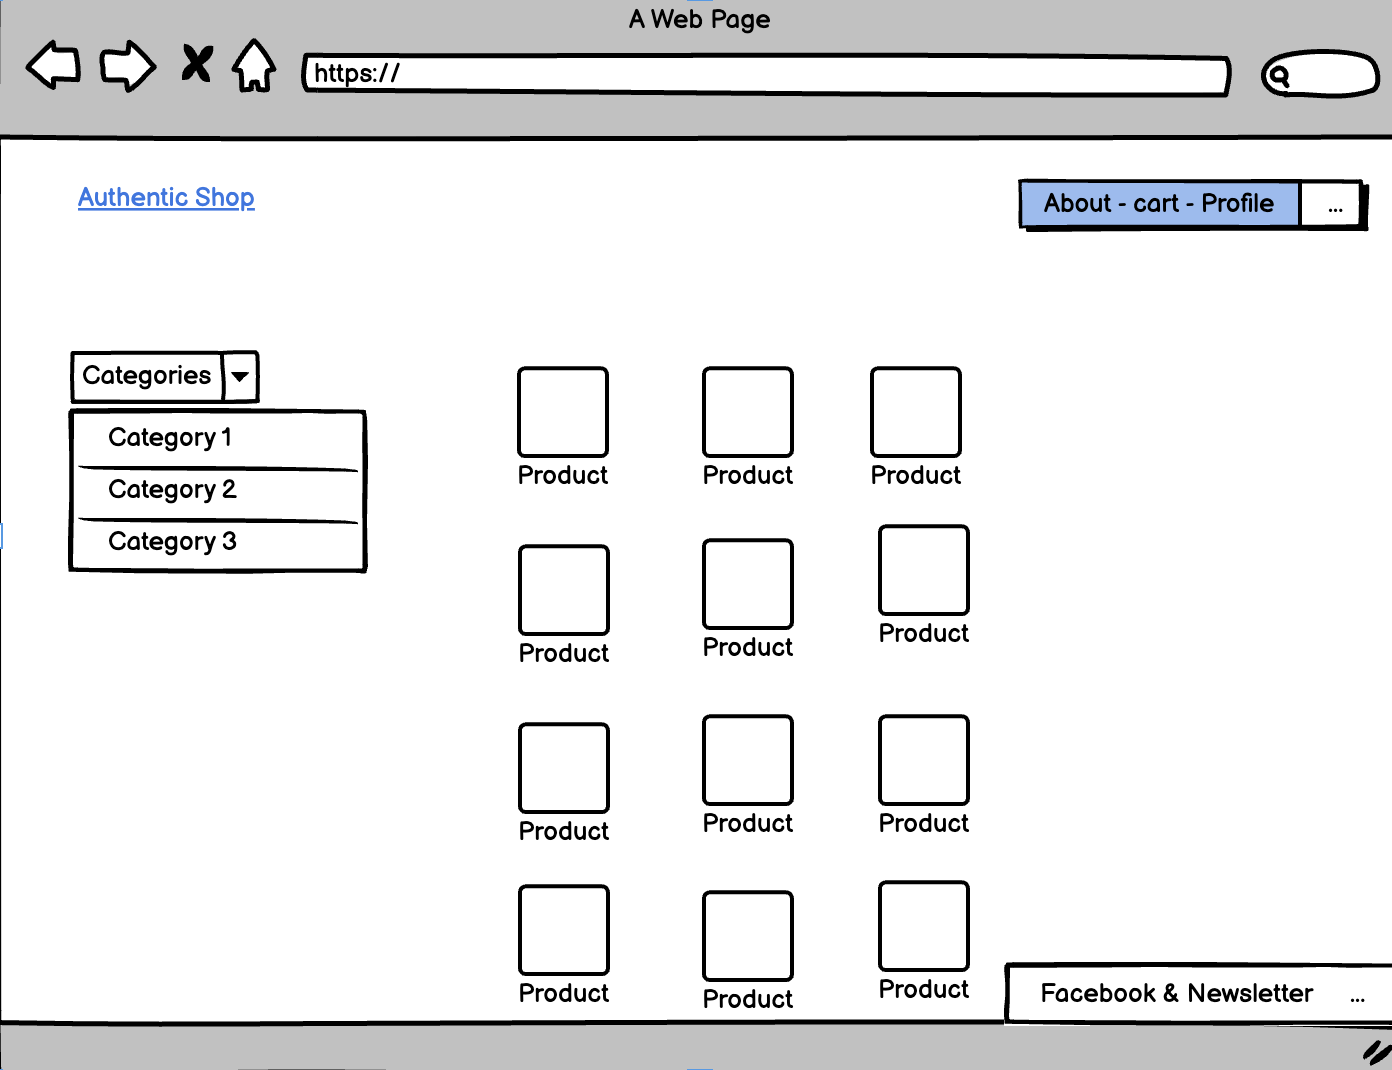 A Web Page
https://
Authentic Shop
About - cart - Profile
...
Categories
Category 1
Category 2
Category 3
Product
Product
Product
Product
Product
Product
Product
Product
Product
Product
Product
Product
Facebook & Newsletter
...